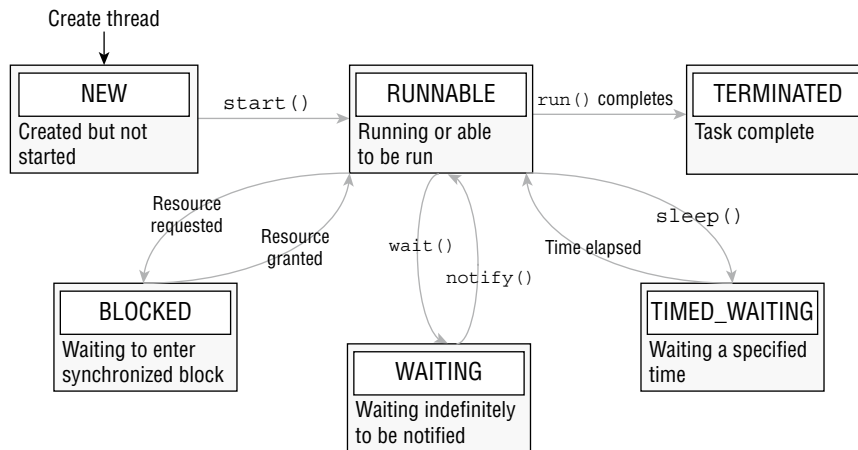 Create thread
NEW
Created but not
started
start()
RUNNABLE
Running or able
to be run
run() completes
TERMINATED
Task complete
Resource
requested
Resource
granted
wait()
notify()
Time elapsed
sleep()
BLOCKED
Waiting to enter
synchronized block
WAITING
Waiting indefinitely
to be notified
TIMED_WAITING
Waiting a specified
time